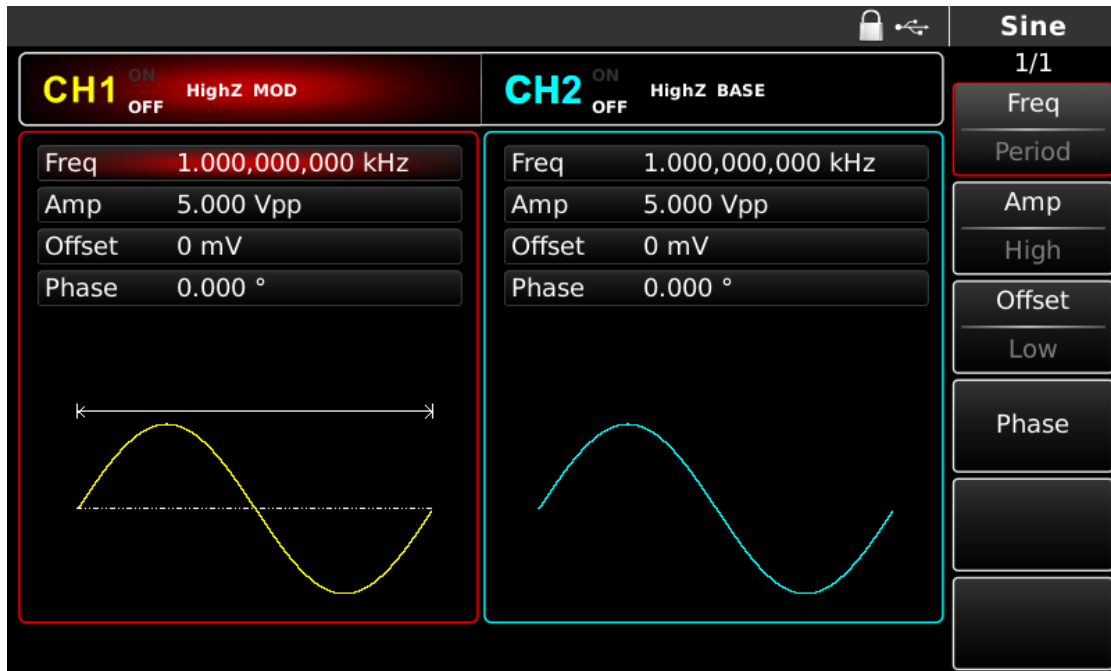 Sine
1/1
CH1 ON OFF HighZ MOD
CH2 ON OFF HighZ BASE
Freq 1.000,000,000 kHz
Amp 5.000 Vpp
Offset 0 mV
Phase 0.000 °
Freq 1.000,000,000 kHz
Amp 5.000 Vpp
Offset 0 mV
Phase 0.000 °
Freq
Period
Amp
High
Offset
Low
Phase